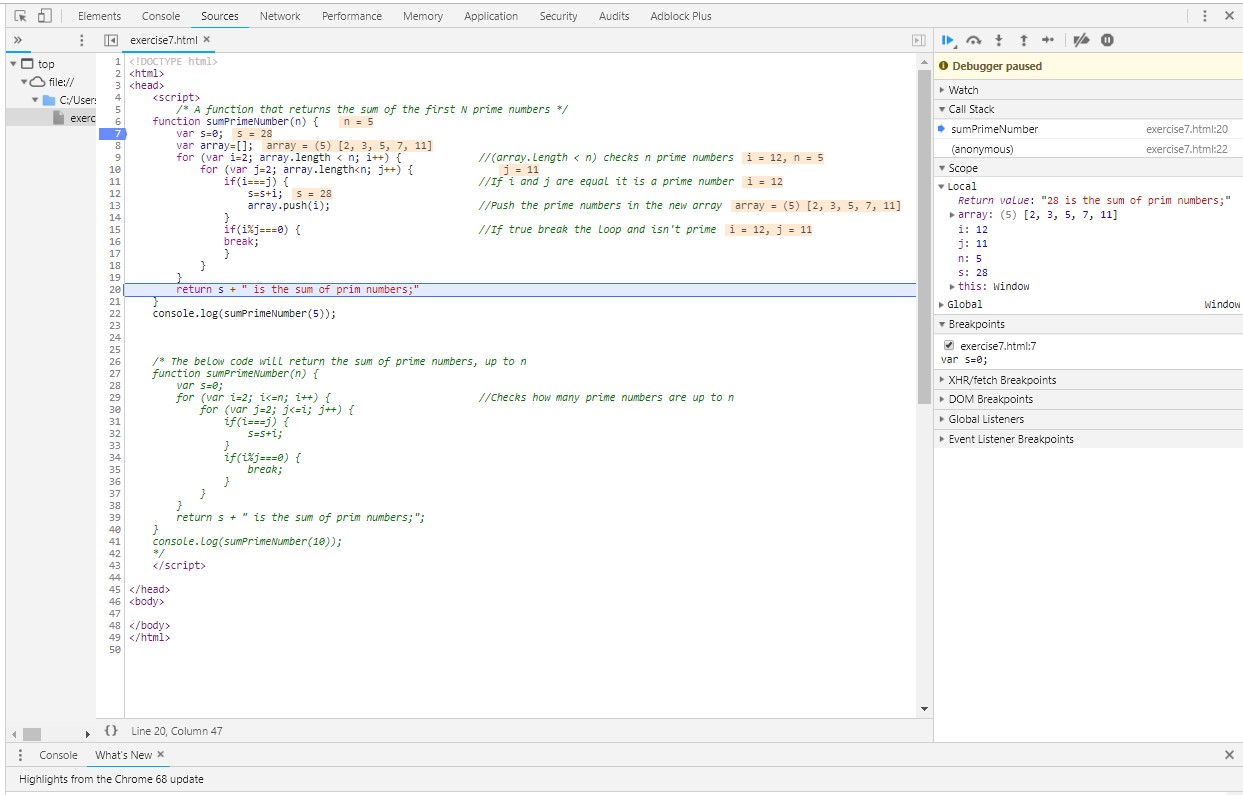 Elements Console Sources Network Performance Memory Application Security Audits Adblock Plus
» exercise7.html ×
top
file://
C:/Users
exerc
1 <!DOCTYPE html>
2 <html>
3 <head>
4 <script>
5 /* A function that returns the sum of the first N prime numbers */
6 function sumPrimeNumber(n) { n = 5
7 var s=0; s = 28
8 var array=[]; array = (5) [2, 3, 5, 7, 11]
9 for (var i=2; array.length < n; i++) { //(array.length < n) checks n prime numbers i = 12, n = 5
10 for (var j=2; array.length<n; j++) { j = 11
11 if(i===j) { //If i and j are equal it is a prime number i = 12
12 s=s+i; s = 28
13 array.push(i); //Push the prime numbers in the new array array = (5) [2, 3, 5, 7, 11]
14 }
15 if(i%j===0) { //If true break the loop and isn't prime i = 12, j = 11
16 break;
17 }
18 }
19 }
20 return s + " is the sum of prim numbers;"
21 }
22 console.log(sumPrimeNumber(5));
23
24
25
26 /* The below code will return the sum of prime numbers, up to n
27 function sumPrimeNumber(n) {
28 var s=0;
29 for (var i=2; i<=n; i++) { //Checks how many prime numbers are up to n
30 for (var j=2; j<=i; j++) {
31 if(i===j) {
32 s=s+i;
33 }
34 if(i%j===0) {
35 break;
36 }
37 }
38 }
39 return s + " is the sum of prim numbers;";
40 }
41 console.log(sumPrimeNumber(10));
42 */
43 </script>
44
45 </head>
46 <body>
47
48 </body>
49 </html>
50
{} Line 20, Column 47
Debugger paused
Watch
Call Stack
sumPrimeNumber exercise7.html:20
(anonymous) exercise7.html:22
Scope
Local
Return value: "28 is the sum of prim numbers;"
array: (5) [2, 3, 5, 7, 11]
i: 12
j: 11
n: 5
s: 28
this: Window
Global Window
Breakpoints
exercise7.html:7
var s=0;
XHR/fetch Breakpoints
DOM Breakpoints
Global Listeners
Event Listener Breakpoints
Console What's New ×
Highlights from the Chrome 68 update